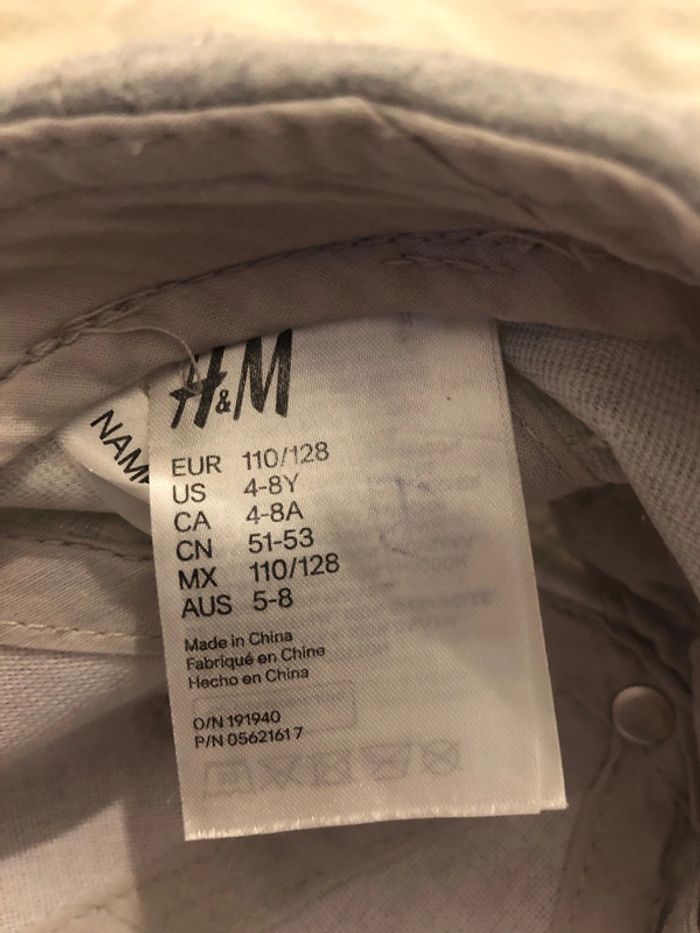 H&M
NAM
EUR 110/128
US 4-8Y
CA 4-8A
CN 51-53
MX 110/128
AUS 5-8
Made in China
Fabriqué en Chine
Hecho en China
O/N 191940
P/N 05621617